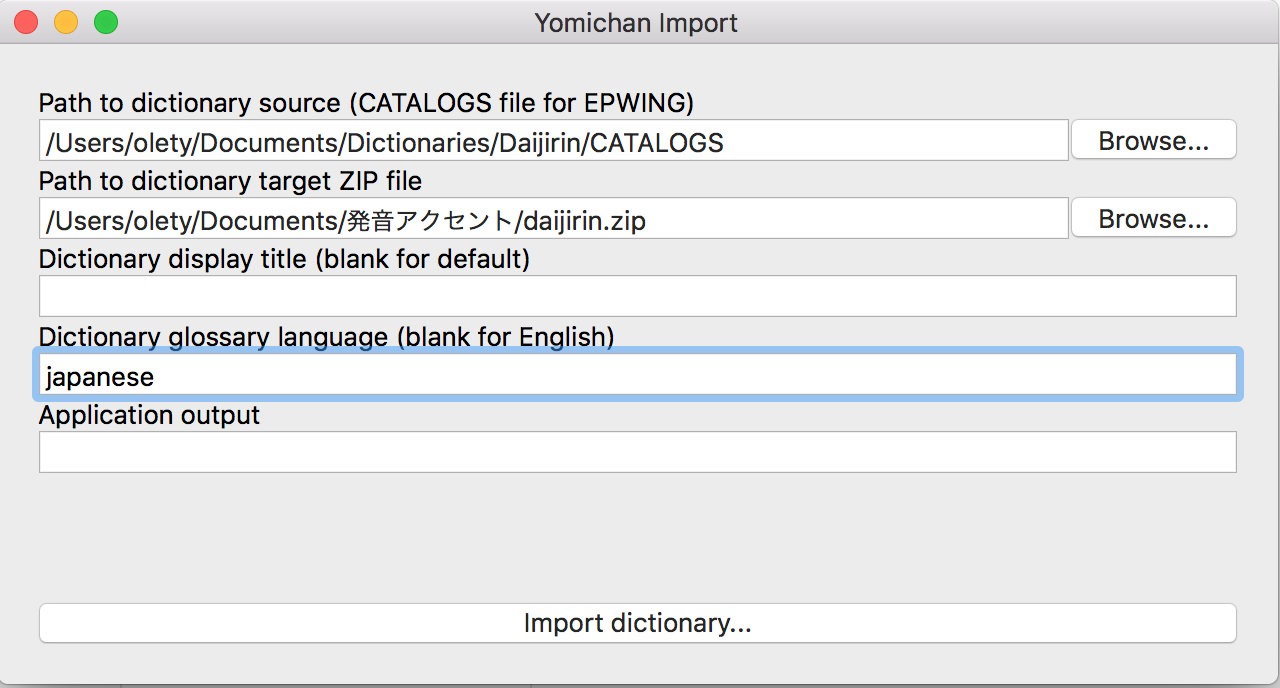 Yomichan Import
Path to dictionary source (CATALOGS file for EPWING)
/Users/olety/Documents/Dictionaries/Daijirin/CATALOGS
Browse...
Path to dictionary target ZIP file
/Users/olety/Documents/発音アクセント/daijirin.zip
Browse...
Dictionary display title (blank for default)
Dictionary glossary language (blank for English)
japanese
Application output
Import dictionary...